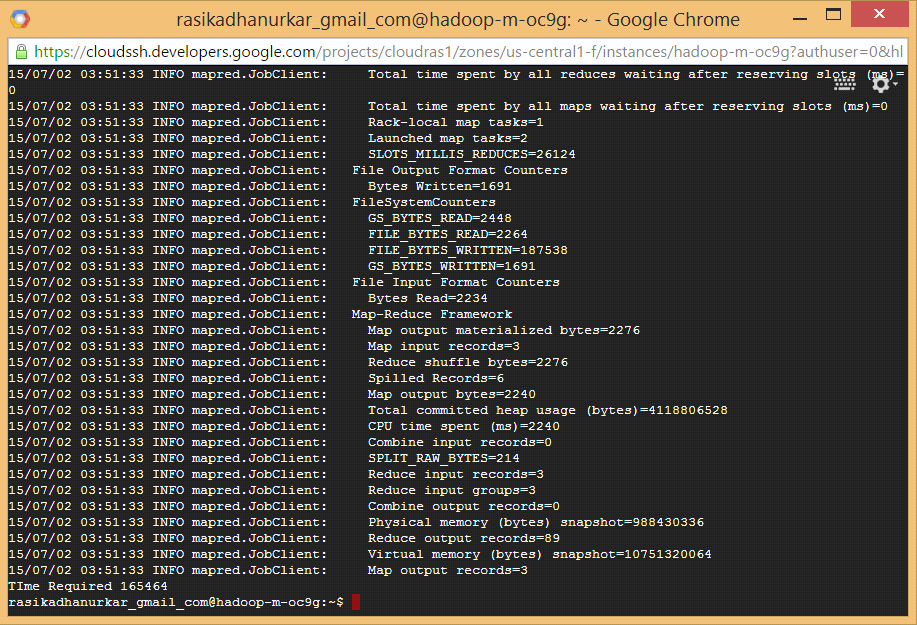 rasikadhanurkar_gmail_com@hadoop-m-oc9g: ~ - Google Chrome
https://cloudssh.developers.google.com/projects/cloudras1/zones/us-central1-f/instances/hadoop-m-oc9g?authuser=0&hl
15/07/02 03:51:33 INFO mapred.JobClient:     Total time spent by all reduces waiting after reserving slots (ms)=
0
15/07/02 03:51:33 INFO mapred.JobClient:     Total time spent by all maps waiting after reserving slots (ms)=0
15/07/02 03:51:33 INFO mapred.JobClient:     Rack-local map tasks=1
15/07/02 03:51:33 INFO mapred.JobClient:     Launched map tasks=2
15/07/02 03:51:33 INFO mapred.JobClient:     SLOTS_MILLIS_REDUCES=26124
15/07/02 03:51:33 INFO mapred.JobClient:   File Output Format Counters
15/07/02 03:51:33 INFO mapred.JobClient:     Bytes Written=1691
15/07/02 03:51:33 INFO mapred.JobClient:   FileSystemCounters
15/07/02 03:51:33 INFO mapred.JobClient:     GS_BYTES_READ=2448
15/07/02 03:51:33 INFO mapred.JobClient:     FILE_BYTES_READ=2264
15/07/02 03:51:33 INFO mapred.JobClient:     FILE_BYTES_WRITTEN=187538
15/07/02 03:51:33 INFO mapred.JobClient:     GS_BYTES_WRITTEN=1691
15/07/02 03:51:33 INFO mapred.JobClient:   File Input Format Counters
15/07/02 03:51:33 INFO mapred.JobClient:     Bytes Read=2234
15/07/02 03:51:33 INFO mapred.JobClient:   Map-Reduce Framework
15/07/02 03:51:33 INFO mapred.JobClient:     Map output materialized bytes=2276
15/07/02 03:51:33 INFO mapred.JobClient:     Map input records=3
15/07/02 03:51:33 INFO mapred.JobClient:     Reduce shuffle bytes=2276
15/07/02 03:51:33 INFO mapred.JobClient:     Spilled Records=6
15/07/02 03:51:33 INFO mapred.JobClient:     Map output bytes=2240
15/07/02 03:51:33 INFO mapred.JobClient:     Total committed heap usage (bytes)=4118806528
15/07/02 03:51:33 INFO mapred.JobClient:     CPU time spent (ms)=2240
15/07/02 03:51:33 INFO mapred.JobClient:     Combine input records=0
15/07/02 03:51:33 INFO mapred.JobClient:     SPLIT_RAW_BYTES=214
15/07/02 03:51:33 INFO mapred.JobClient:     Reduce input records=3
15/07/02 03:51:33 INFO mapred.JobClient:     Reduce input groups=3
15/07/02 03:51:33 INFO mapred.JobClient:     Combine output records=0
15/07/02 03:51:33 INFO mapred.JobClient:     Physical memory (bytes) snapshot=988430336
15/07/02 03:51:33 INFO mapred.JobClient:     Reduce output records=89
15/07/02 03:51:33 INFO mapred.JobClient:     Virtual memory (bytes) snapshot=10751320064
15/07/02 03:51:33 INFO mapred.JobClient:     Map output records=3
TIme Required 165464
rasikadhanurkar_gmail_com@hadoop-m-oc9g:~$